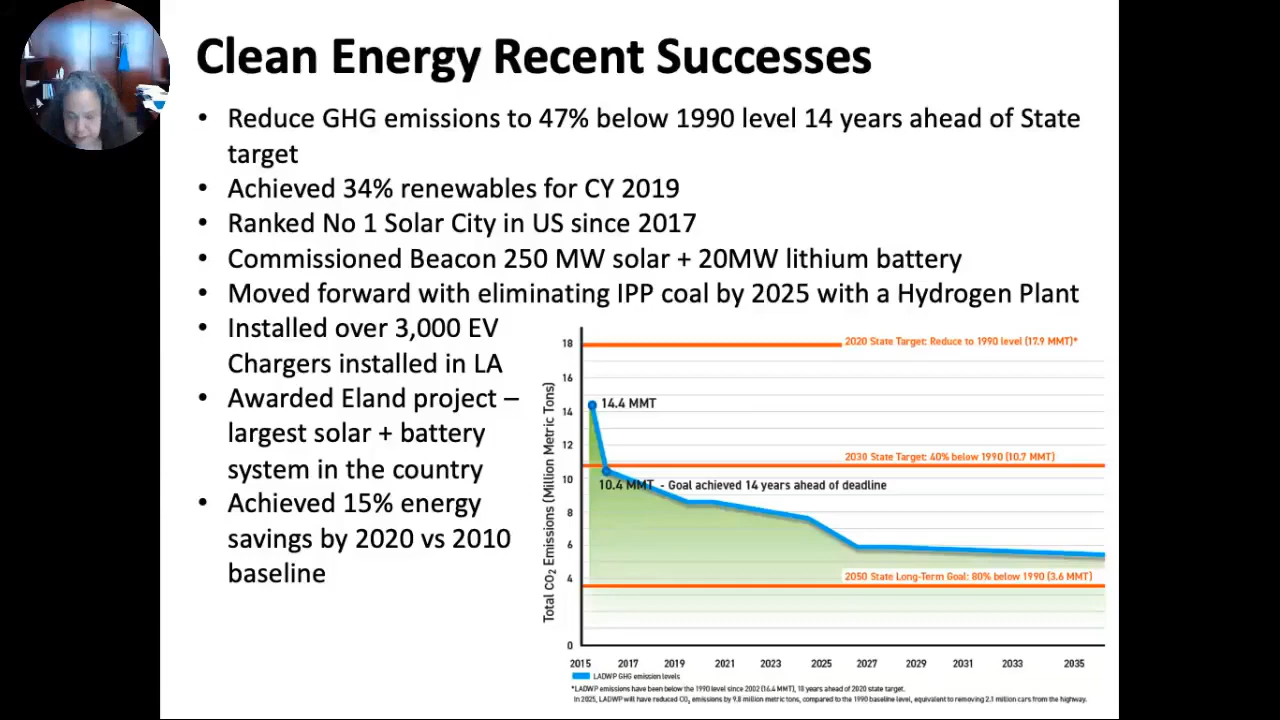 Clean Energy Recent Successes
• Reduce GHG emissions to 47% below 1990 level 14 years ahead of State
target
• Achieved 34% renewables for CY 2019
• Ranked No 1 Solar City in US since 2017
• Commissioned Beacon 250 MW solar + 20MW lithium battery
• Moved forward with eliminating IPP coal by 2025 with a Hydrogen Plant
• Installed over 3,000 EV
Chargers installed in LA
• Awarded Eland project –
largest solar + battery
system in the country
• Achieved 15% energy
savings by 2020 vs 2010
baseline
Total CO₂ Emissions (Million Metric Tons)
18
16
14
12
10
8
6
4
0
2020 State Target: Reduce to 1990 level (17.9 MMT)*
14.4 MMT
2030 State Target: 40% below 1990 (10.7 MMT)
10.4 MMT - Goal achieved 14 years ahead of deadline
2050 State Long-Term Goal: 80% below 1990 (3.6 MMT)
2015 2017 2019 2021 2023 2025 2027 2029 2031 2033 2035
LADWP GHG emission levels
*LADWP emissions have been below the 1990 level since 2002 (16.4 MMT), 18 years ahead of 2020 state target.
In 2025, LADWP will have reduced CO₂ emissions by 9.8 million metric tons, compared to the 1990 baseline level, equivalent to removing 2.1 million cars from the highway.